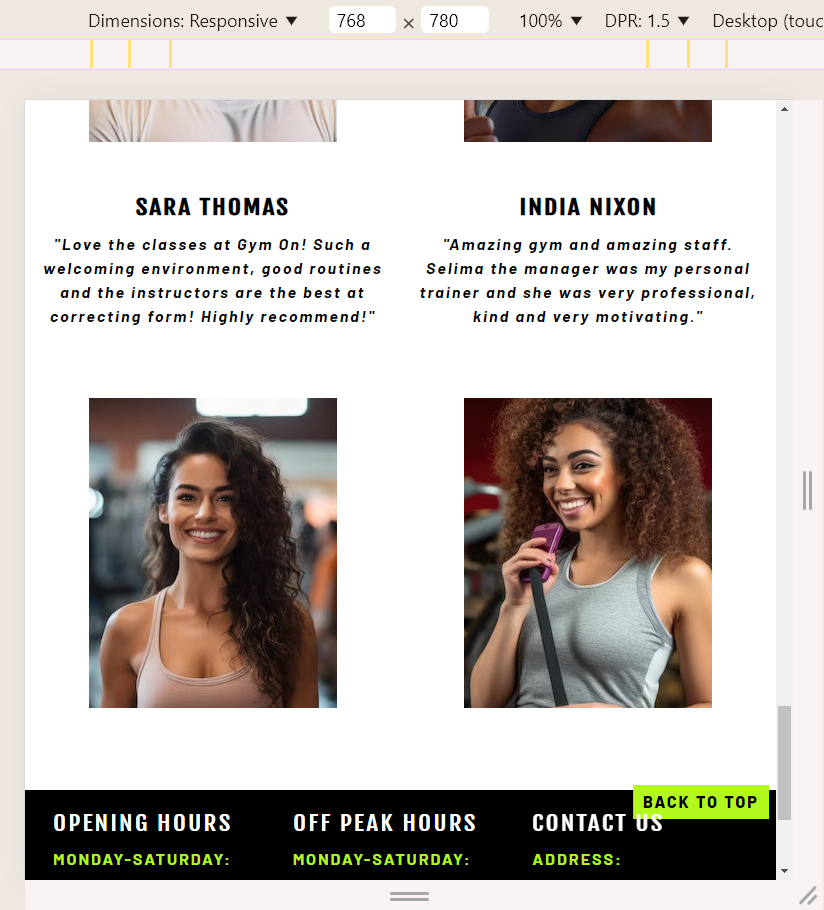 Dimensions: Responsive ▼ 768 × 780 100% ▼ DPR: 1.5 ▼ Desktop (touc
SARA THOMAS
"Love the classes at Gym On! Such a
welcoming environment, good routines
and the instructors are the best at
correcting form! Highly recommend!"
INDIA NIXON
"Amazing gym and amazing staff.
Selima the manager was my personal
trainer and she was very professional,
kind and very motivating."
BACK TO TOP
OPENING HOURS
MONDAY-SATURDAY:
OFF PEAK HOURS
MONDAY-SATURDAY:
CONTACT US
ADDRESS: